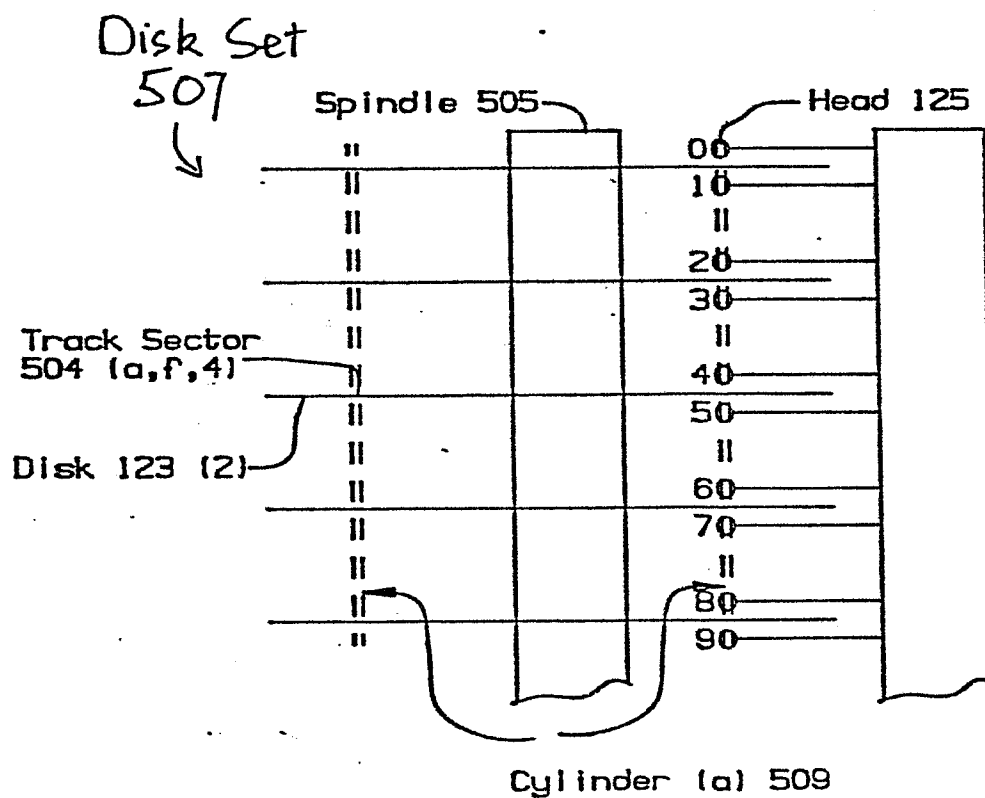 Disk Set
507
Spindle 505
Head 125
00
10
20
30
Track Sector
504 (a,f,4)
40
50
Disk 123 (2)
60
70
80
90
Cylinder (a) 509